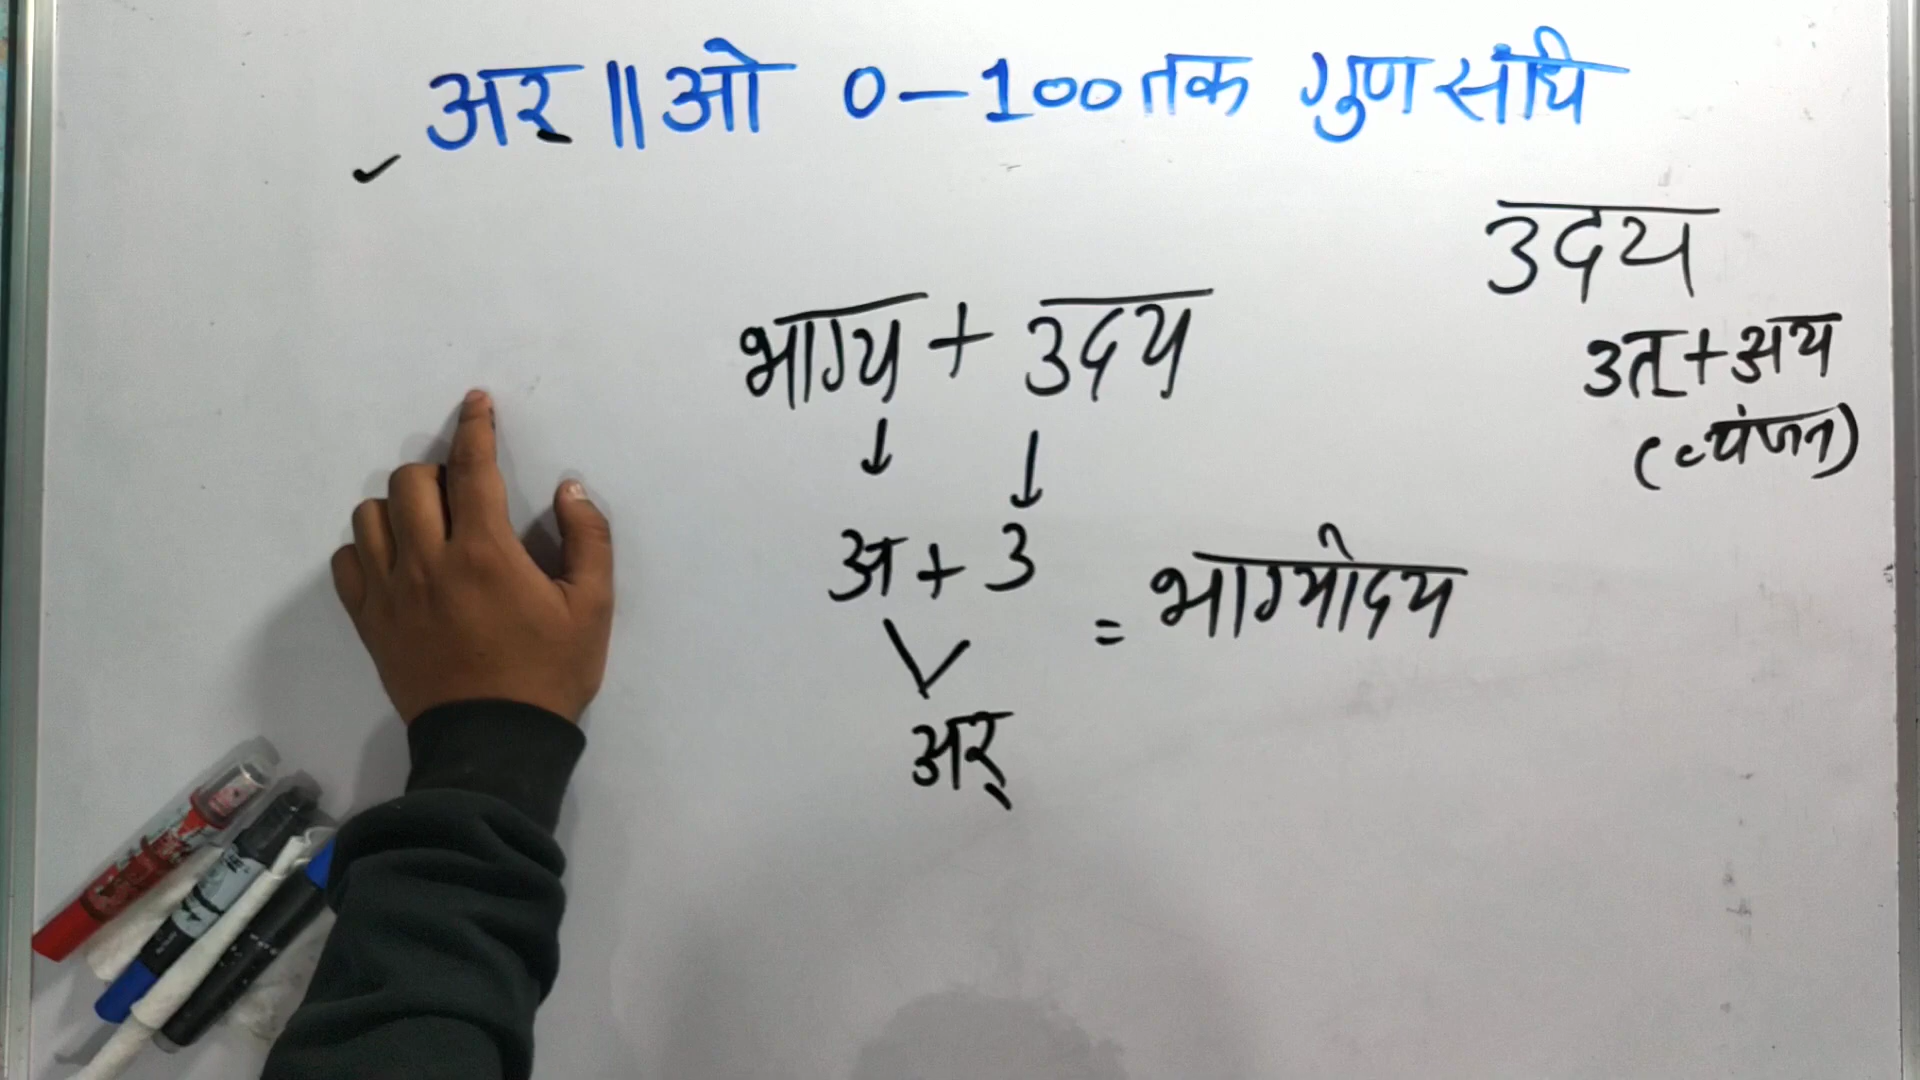 अर् || ओ 0-100 तक गुण संधि
उदय
भाग्य + उदय
उत् + अय
(व्यंजन)
↓ ↓
अ + उ
= भाग्योदय
अर्